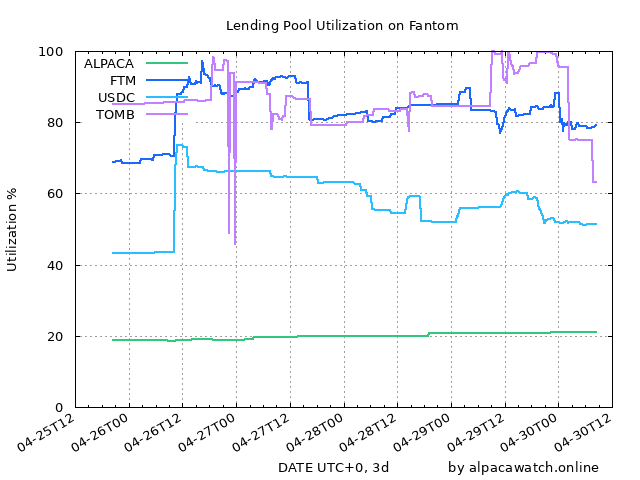 Lending Pool Utilization on Fantom
Utilization %
100
80
60
40
20
0
ALPACA
FTM
USDC
TOMB
04-25T12
04-26T00
04-26T12
04-27T00
04-27T12
04-28T00
04-28T12
04-29T00
04-29T12
04-30T00
04-30T12
DATE UTC+0, 3d
by alpacawatch.online